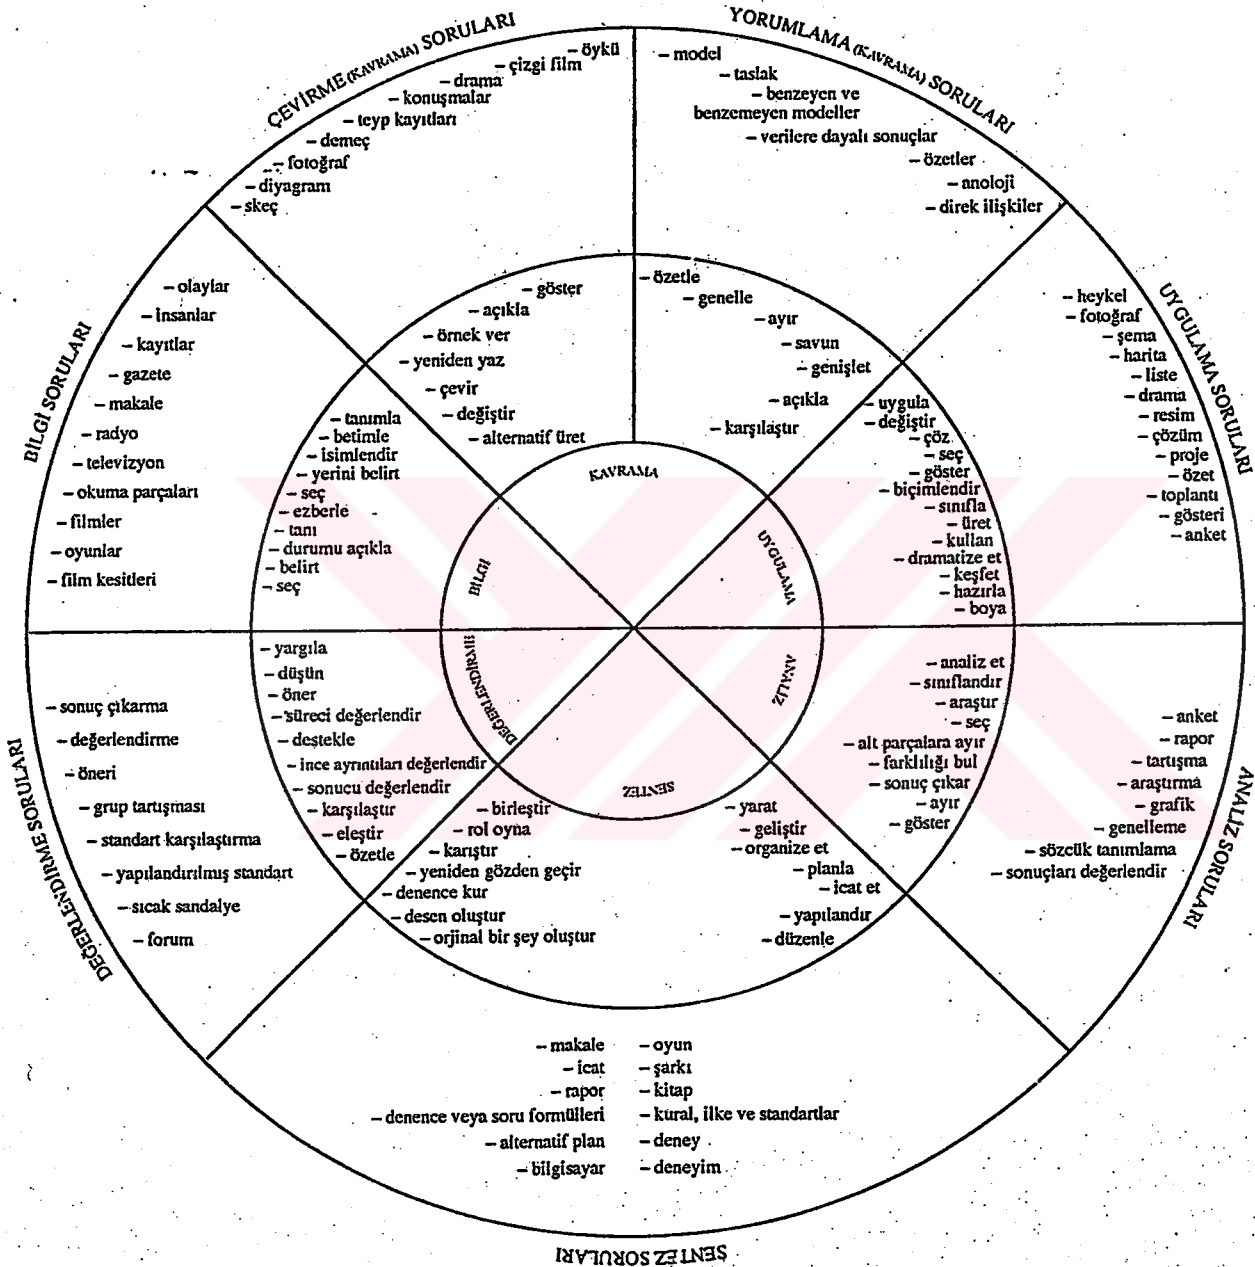 ÇEVİRME (KAVRAMA) SORULARI
– öykü
– çizgi film
– drama
– konuşmalar
– teyp kayıtları
– demeç
– fotoğraf
– diyagram
– skeç
YORUMLAMA (KAVRAMA) SORULARI
– model
– taslak
– benzeyen ve
benzemeyen modeller
– verilere dayalı sonuçlar
– özetler
– anoloji
– direk ilişkiler
BİLGİ SORULARI
– olaylar
– insanlar
– kayıtlar
– gazete
– makale
– radyo
– televizyon
– okuma parçaları
– filmler
– oyunlar
– film kesitleri
– göster
– açıkla
– örnek ver
– yeniden yaz
– çevir
– değiştir
– alternatif üret
– özetle
– genelle
– ayır
– savun
– genişlet
– açıkla
– karşılaştır
UYGULAMA SORULARI
– heykel
– fotoğraf
– şema
– harita
– liste
– drama
– resim
– çözüm
– proje
– özet
– toplantı
– gösteri
– anket
– tanımla
– betimle
– isimlendir
– yerini belirt
– seç
– ezberle
– tanı
– durumu açıkla
– belirt
– seç
– uygula
– değiştir
– çöz
– seç
– göster
– biçimlendir
– sınıfla
– üret
– kullan
– dramatize et
– keşfet
– hazırla
– boya
KAVRAMA
BİLGİ
UYGULAMA
DEĞERLENDİRME
ANALİZ
SENTEZ
DEĞERLENDİRME SORULARI
– sonuç çıkarma
– değerlendirme
– öneri
– grup tartışması
– standart karşılaştırma
– yapılandırılmış standart
– sıcak sandalye
– forum
– yargıla
– düşün
– öner
– süreci değerlendir
– destekle
– ince ayrıntıları değerlendir
– sonucu değerlendir
– karşılaştır
– eleştir
– özetle
– analiz et
– sınıflandır
– araştır
– seç
– alt parçalara ayır
– farklılığı bul
– sonuç çıkar
– ayır
– göster
ANALİZ SORULARI
– anket
– rapor
– tartışma
– araştırma
– grafik
– genelleme
– sözcük tanımlama
– sonuçları değerlendir
– birleştir
– rol oyna
– karıştır
– yeniden gözden geçir
– denence kur
– desen oluştur
– orjinal bir şey oluştur
– yarat
– geliştir
– organize et
– planla
– icat et
– yapılandır
– düzenle
– makale
– icat
– rapor
– denence veya soru formülleri
– alternatif plan
– bilgisayar
– oyun
– şarkı
– kitap
– kural, ilke ve standartlar
– deney
– deneyim
SENTEZ SORULARI